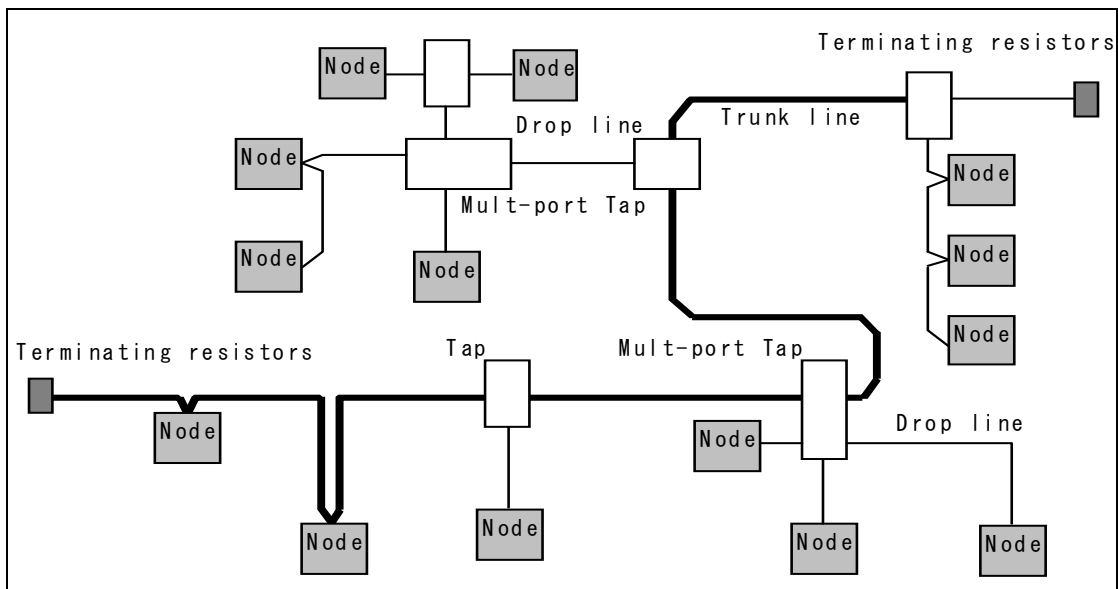 Terminating resistors
Node
Node
Trunk line
Drop line
Node
Node
Mult-port Tap
Node
Node
Node
Node
Terminating resistors
Tap
Mult-port Tap
Node
Node
Drop line
Node
Node
Node
Node
Node